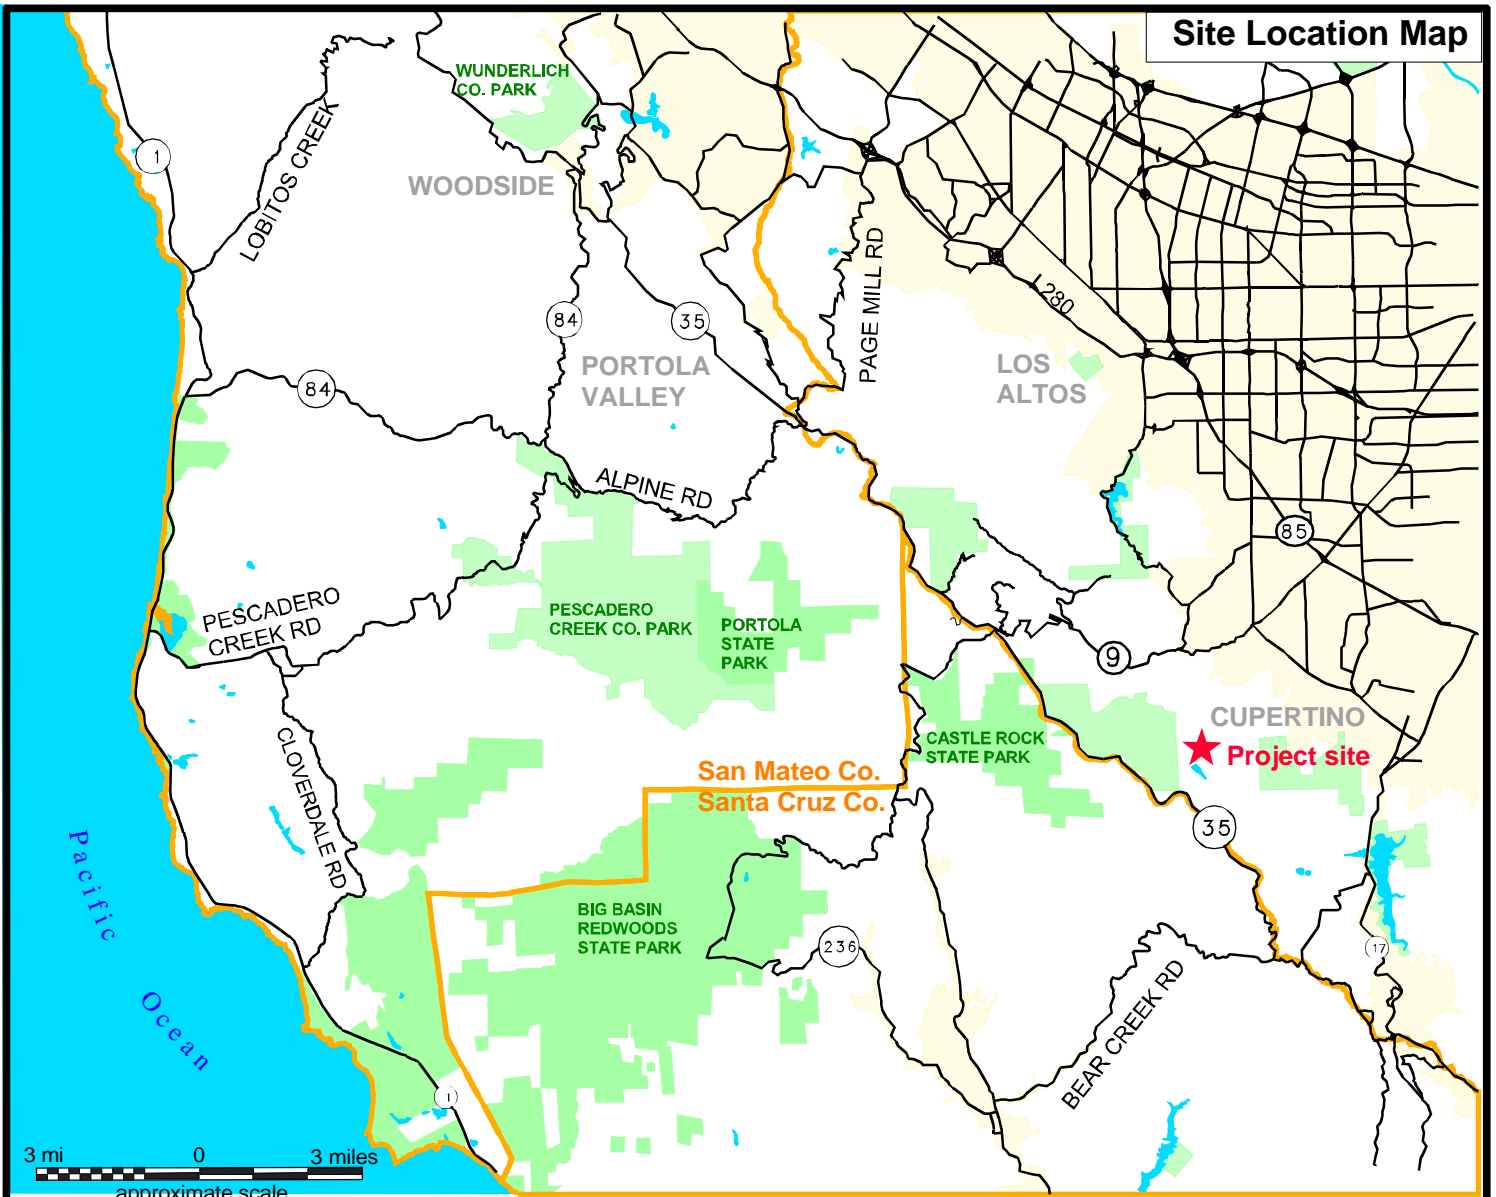 Site Location Map
WUNDERLICH
CO. PARK
1
LOBITOS CREEK
WOODSIDE
PAGE MILL RD
I-280
84
35
PORTOLA
VALLEY
LOS
ALTOS
84
ALPINE RD
85
PESCADERO
CREEK RD
PESCADERO
CREEK CO. PARK
PORTOLA
STATE
PARK
9
CUPERTINO
Project site
CASTLE ROCK
STATE PARK
CLOVERDALE RD
San Mateo Co.
Santa Cruz Co.
35
Pacific
Ocean
BIG BASIN
REDWOODS
STATE PARK
236
17
BEAR CREEK RD
1
3 mi
0
3 miles
approximate scale